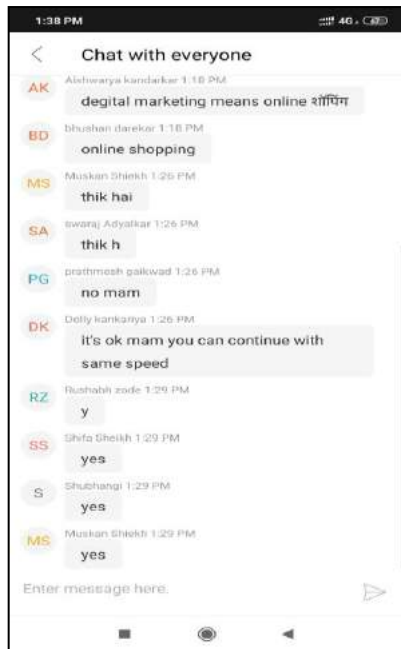 1:38 PM
4G
Chat with everyone
AK
Aishwarya kandarkar 1:18 PM
degital marketing means online शॉपिंग
BD
bhushan darekar 1:18 PM
online shopping
MS
Muskan Shiekh 1:26 PM
thik hai
SA
swaraj Adyalkar 1:26 PM
thik h
PG
prathmesh gaikwad 1:26 PM
no mam
DK
Dolly kankariya 1:26 PM
it's ok mam you can continue with
same speed
RZ
Rushabh zode 1:29 PM
y
SS
Shifa Sheikh 1:29 PM
yes
S
Shubhangi 1:29 PM
yes
MS
Muskan Shiekh 1:29 PM
yes
Enter message here.